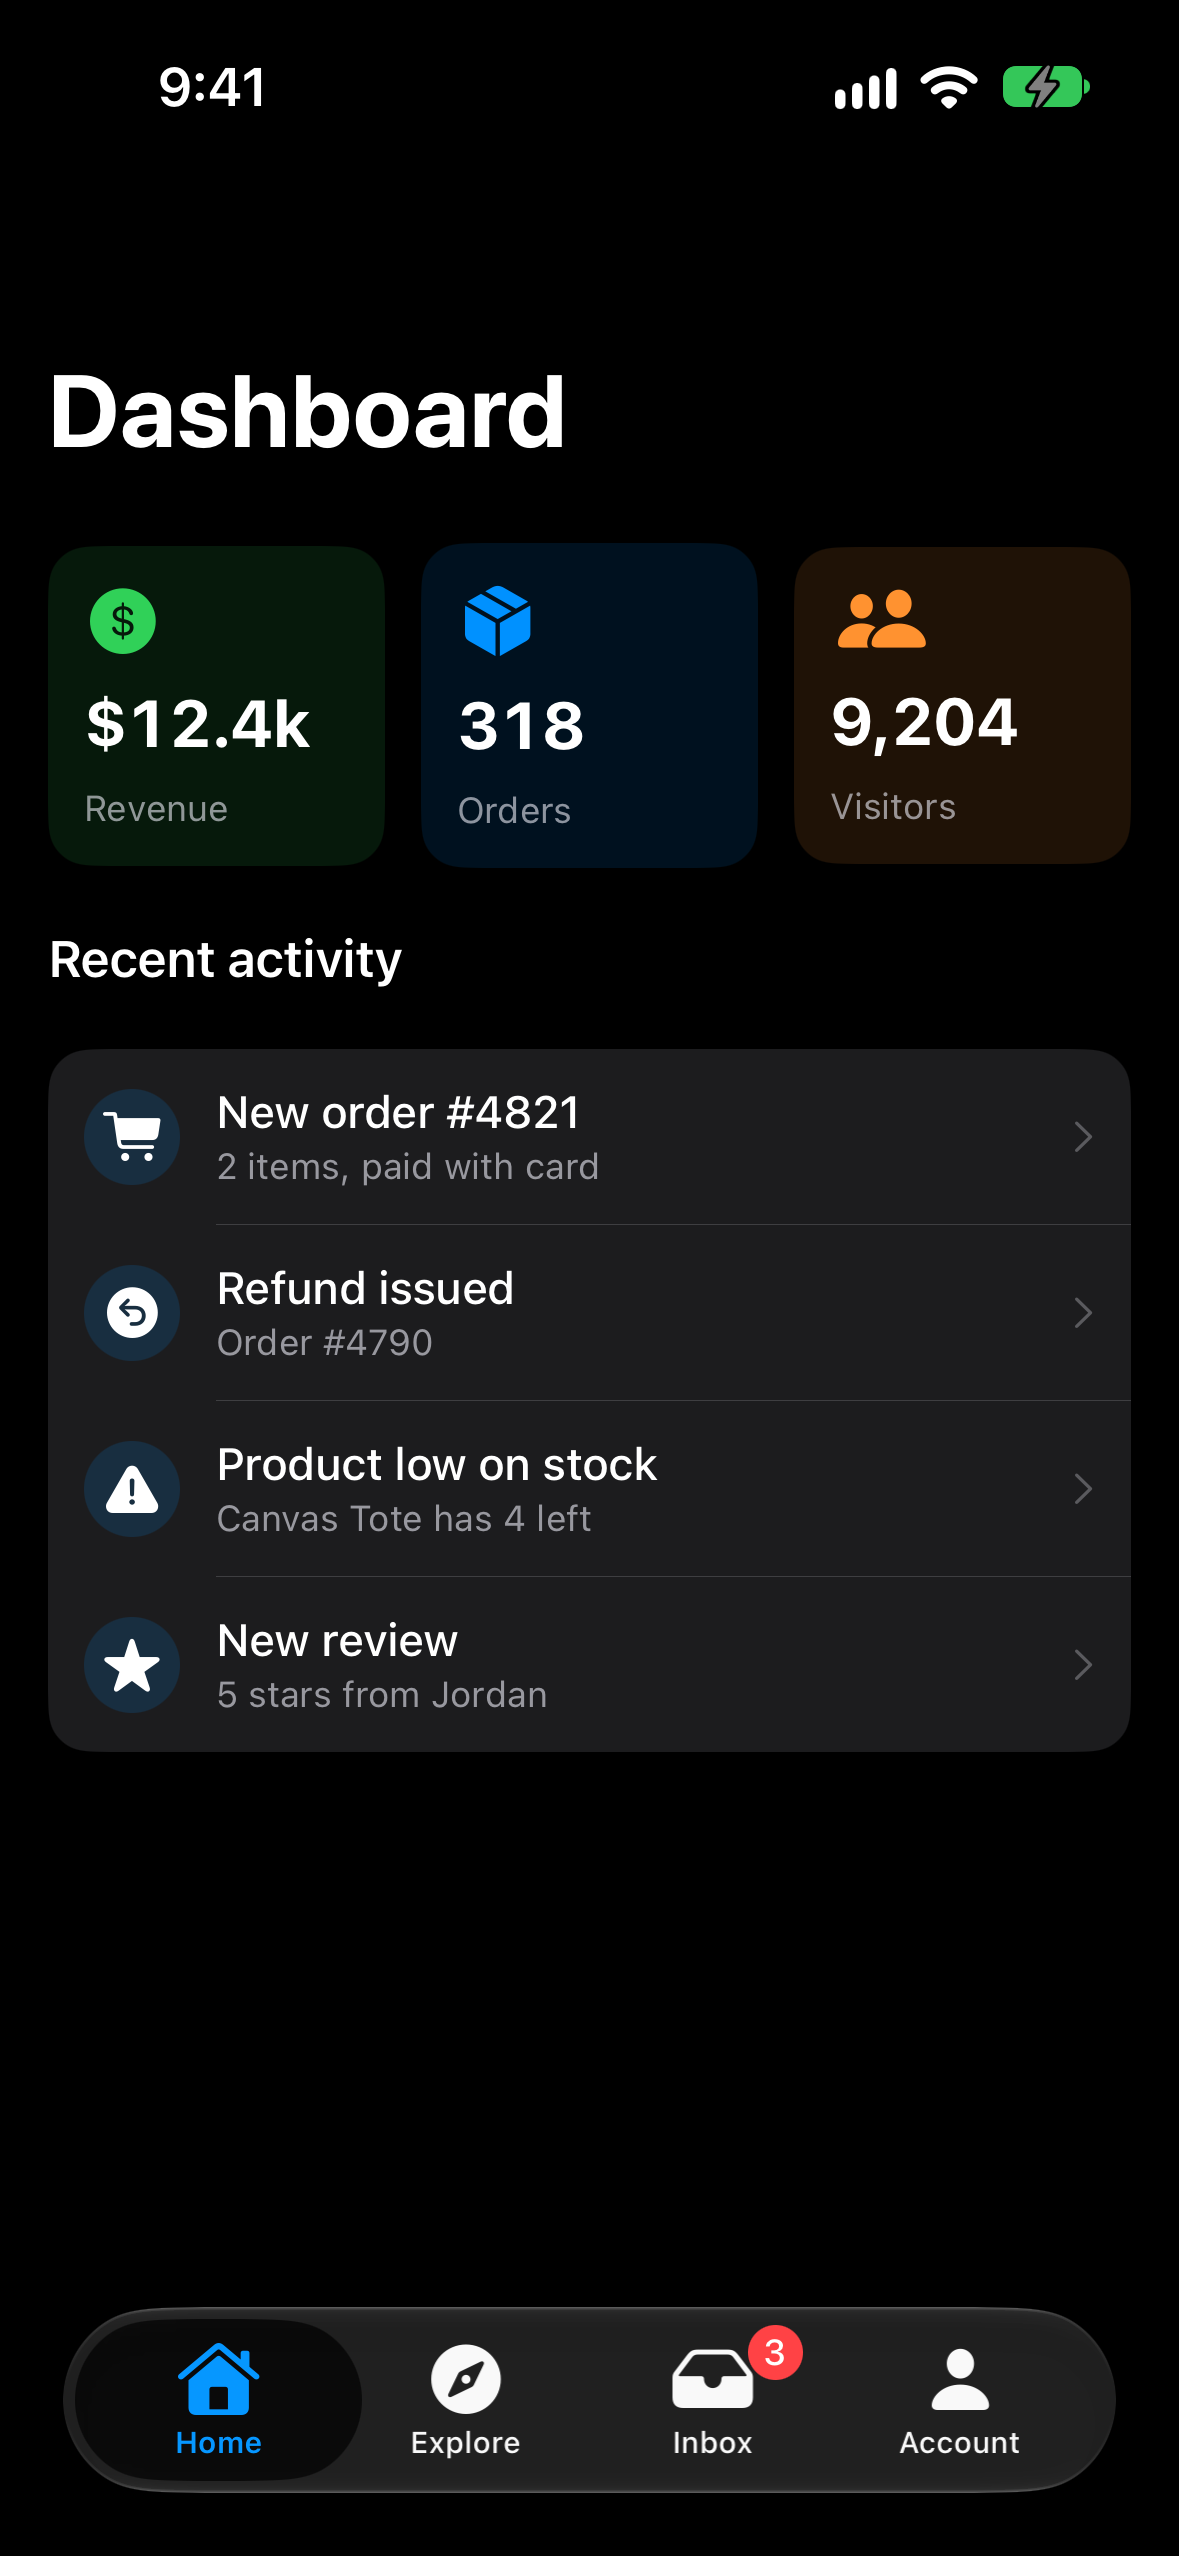 9:41
Dashboard
$12.4k
Revenue
318
Orders
9,204
Visitors
Recent activity
New order #4821
2 items, paid with card
Refund issued
Order #4790
Product low on stock
Canvas Tote has 4 left
New review
5 stars from Jordan
3
Home
Explore
Inbox
Account